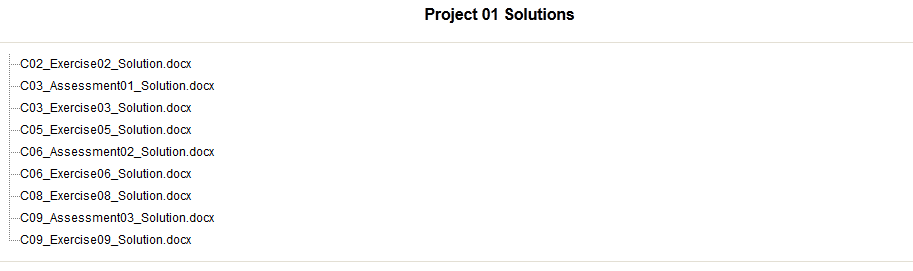 Project 01 Solutions
C02_Exercise02_Solution.docx
C03_Assessment01_Solution.docx
C03_Exercise03_Solution.docx
C05_Exercise05_Solution.docx
C06_Assessment02_Solution.docx
C06_Exercise06_Solution.docx
C08_Exercise08_Solution.docx
C09_Assessment03_Solution.docx
C09_Exercise09_Solution.docx